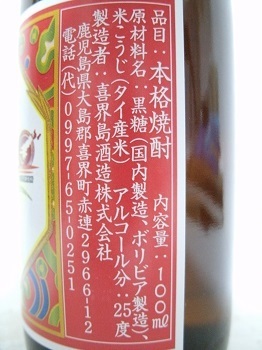 品目:本格焼酎　内容量:100ml
原材料名:黒糖(国内製造、ボリビア製造)、
米こうじ(タイ産米)　アルコール分:25度
製造者:喜界島酒造株式会社
鹿児島県大島郡喜界町赤連2966-12
電話(代)0997-65-0251